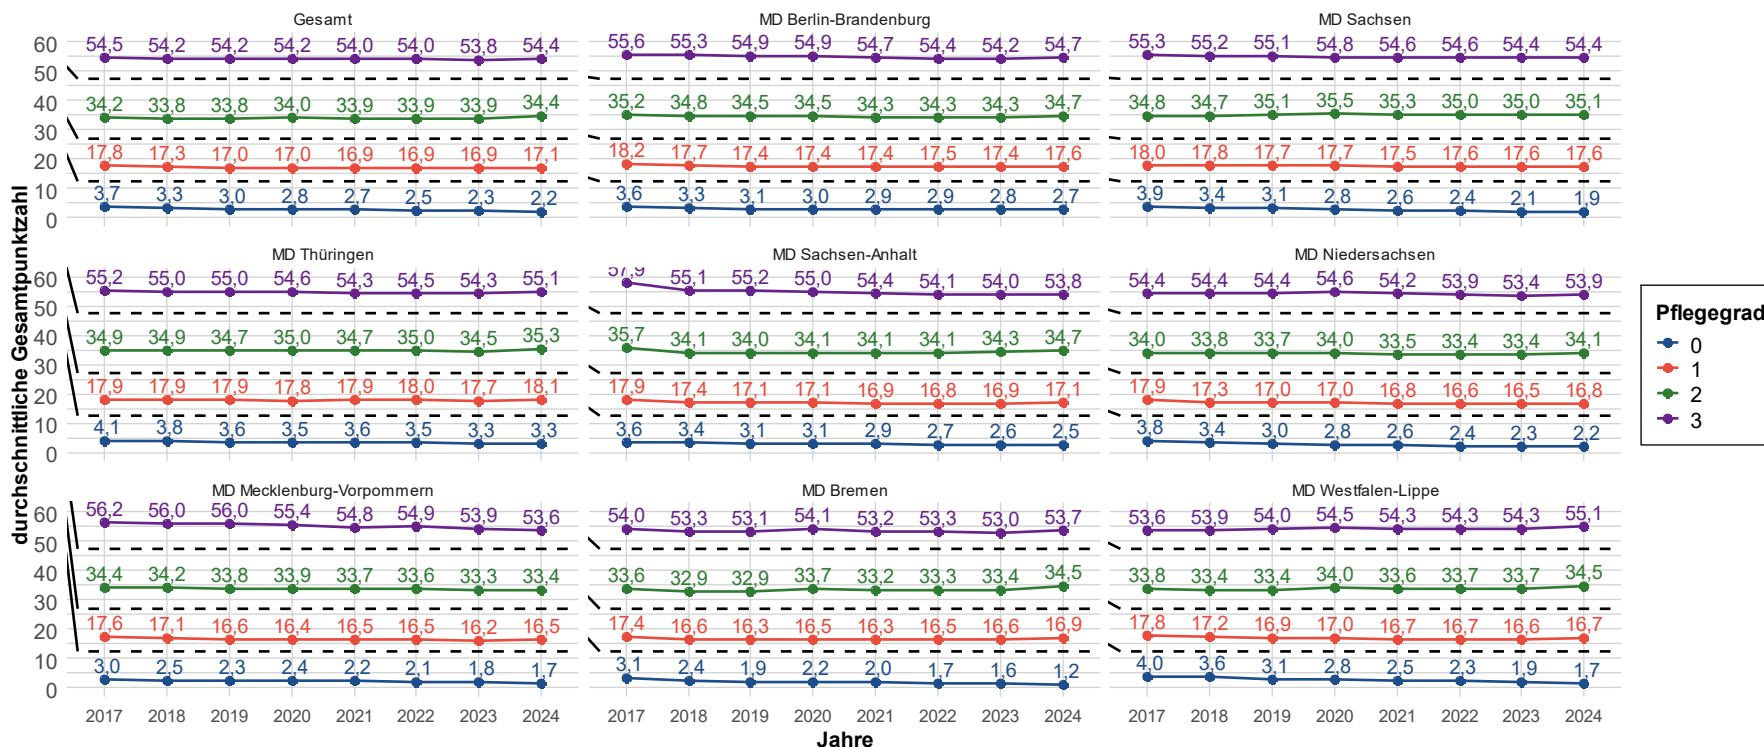 Gesamt
MD Berlin-Brandenburg
MD Sachsen
durchschnittliche Gesamtpunktzahl
60
50
40
30
20
10
0
54,5 54,2 54,2 54,2 54,0 54,0 53,8 54,4
34,2 33,8 33,8 34,0 33,9 33,9 33,9 34,4
17,8 17,3 17,0 17,0 16,9 16,9 16,9 17,1
3,7 3,3 3,0 2,8 2,7 2,5 2,3 2,2
55,6 55,3 54,9 54,9 54,7 54,4 54,2 54,7
35,2 34,8 34,5 34,5 34,3 34,3 34,3 34,7
18,2 17,7 17,4 17,4 17,4 17,5 17,4 17,6
3,6 3,3 3,1 3,0 2,9 2,9 2,8 2,7
55,3 55,2 55,1 54,8 54,6 54,6 54,4 54,4
34,8 34,7 35,1 35,5 35,3 35,0 35,0 35,1
18,0 17,8 17,7 17,7 17,5 17,6 17,6 17,6
3,9 3,4 3,1 2,8 2,6 2,4 2,1 1,9
MD Thüringen
MD Sachsen-Anhalt
MD Niedersachsen
60
50
40
30
20
10
0
55,2 55,0 55,0 54,6 54,3 54,5 54,3 55,1
34,9 34,9 34,7 35,0 34,7 35,0 34,5 35,3
17,9 17,9 17,9 17,8 17,9 18,0 17,7 18,1
4,1 3,8 3,6 3,5 3,6 3,5 3,3 3,3
57,9 55,1 55,2 55,0 54,4 54,1 54,0 53,8
35,7 34,1 34,0 34,1 34,1 34,1 34,3 34,7
17,9 17,4 17,1 17,1 16,9 16,8 16,9 17,1
3,6 3,4 3,1 3,1 2,9 2,7 2,6 2,5
54,4 54,4 54,4 54,6 54,2 53,9 53,4 53,9
34,0 33,8 33,7 34,0 33,5 33,4 33,4 34,1
17,9 17,3 17,0 17,0 16,8 16,6 16,5 16,8
3,8 3,4 3,0 2,8 2,6 2,4 2,3 2,2
Pflegegrad
0
1
2
3
MD Mecklenburg-Vorpommern
MD Bremen
MD Westfalen-Lippe
60
50
40
30
20
10
0
56,2 56,0 56,0 55,4 54,8 54,9 53,9 53,6
34,4 34,2 33,8 33,9 33,7 33,6 33,3 33,4
17,6 17,1 16,6 16,4 16,5 16,5 16,2 16,5
3,0 2,5 2,3 2,4 2,2 2,1 1,8 1,7
54,0 53,3 53,1 54,1 53,2 53,3 53,0 53,7
33,6 32,9 32,9 33,7 33,2 33,3 33,4 34,5
17,4 16,6 16,3 16,5 16,3 16,5 16,6 16,9
3,1 2,4 1,9 2,2 2,0 1,7 1,6 1,2
53,6 53,9 54,0 54,5 54,3 54,3 54,3 55,1
33,8 33,4 33,4 34,0 33,6 33,7 33,7 34,5
17,8 17,2 16,9 17,0 16,7 16,7 16,6 16,7
4,0 3,6 3,1 2,8 2,5 2,3 1,9 1,7
2017 2018 2019 2020 2021 2022 2023 2024
2017 2018 2019 2020 2021 2022 2023 2024
2017 2018 2019 2020 2021 2022 2023 2024
Jahre